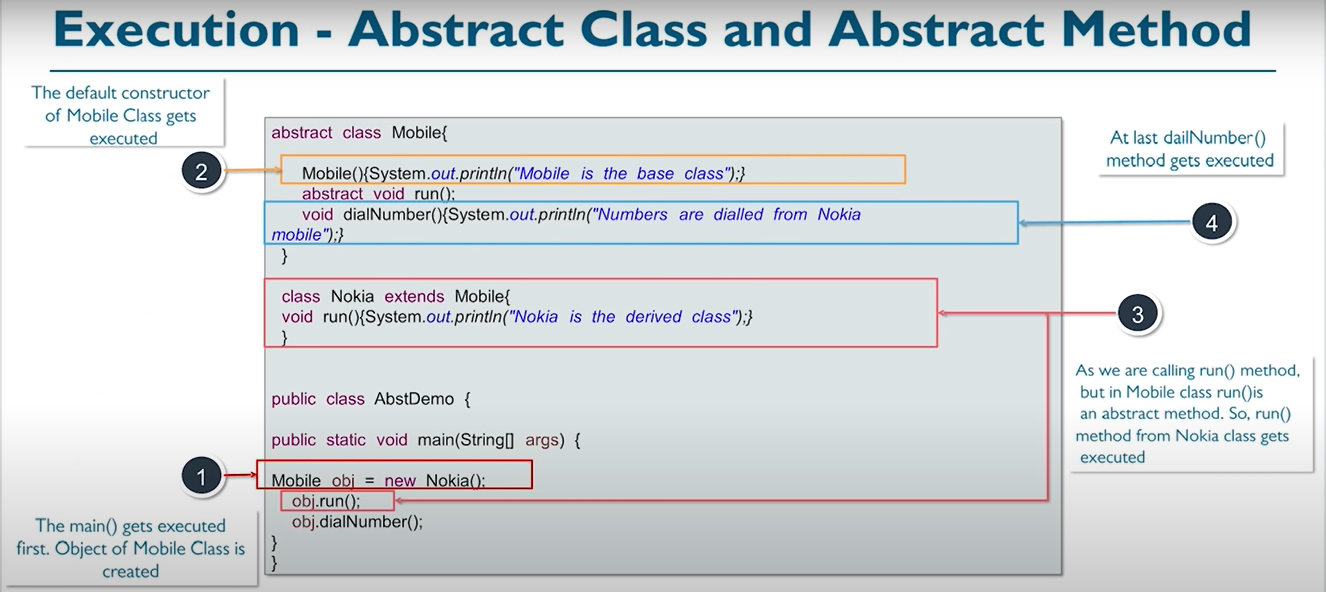 Execution - Abstract Class and Abstract Method
The default constructor
of Mobile Class gets
executed
2
abstract class Mobile{
Mobile(){System.out.println("Mobile is the base class");}
abstract void run();
void dialNumber(){System.out.println("Numbers are dialled from Nokia
mobile");}
}
At last dailNumber()
method gets executed
4
class Nokia extends Mobile{
void run(){System.out.println("Nokia is the derived class");}
}
3
As we are calling run() method,
but in Mobile class run()is
an abstract method. So, run()
method from Nokia class gets
executed
public class AbstDemo {
public static void main(String[] args) {
1
Mobile obj = new Nokia();
obj.run();
obj.dialNumber();
}
}
The main() gets executed
first. Object of Mobile Class is
created